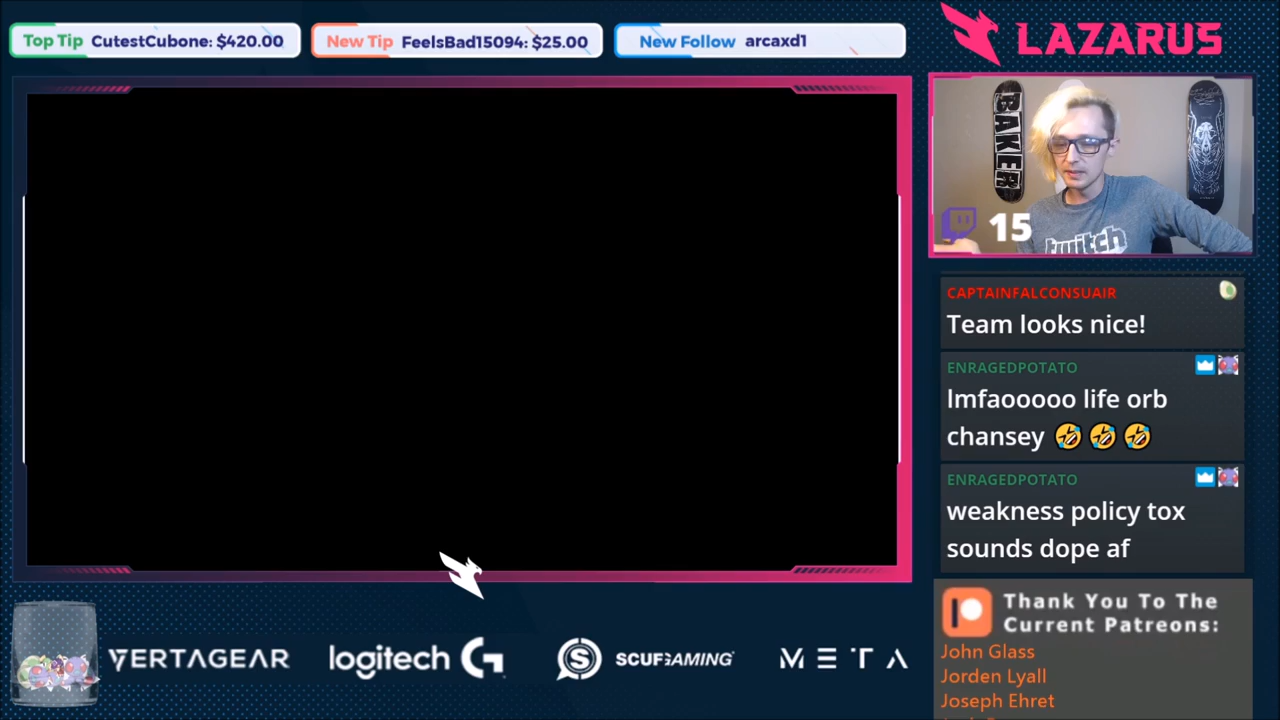 Top Tip CutestCubone: $420.00
New Tip FeelsBad15094: $25.00
New Follow arcaxd1
LAZARUS
BAKER
15
twitch
CAPTAINFALCONSUAIR
Team looks nice!
ENRAGEDPOTATO
lmfaooooo life orb
chansey 🤣 🤣 🤣
ENRAGEDPOTATO
weakness policy tox
sounds dope af
Thank You To The
Current Patreons:
John Glass
Jorden Lyall
Joseph Ehret
VERTAGEAR
logitech G
S SCUFGAMING
META